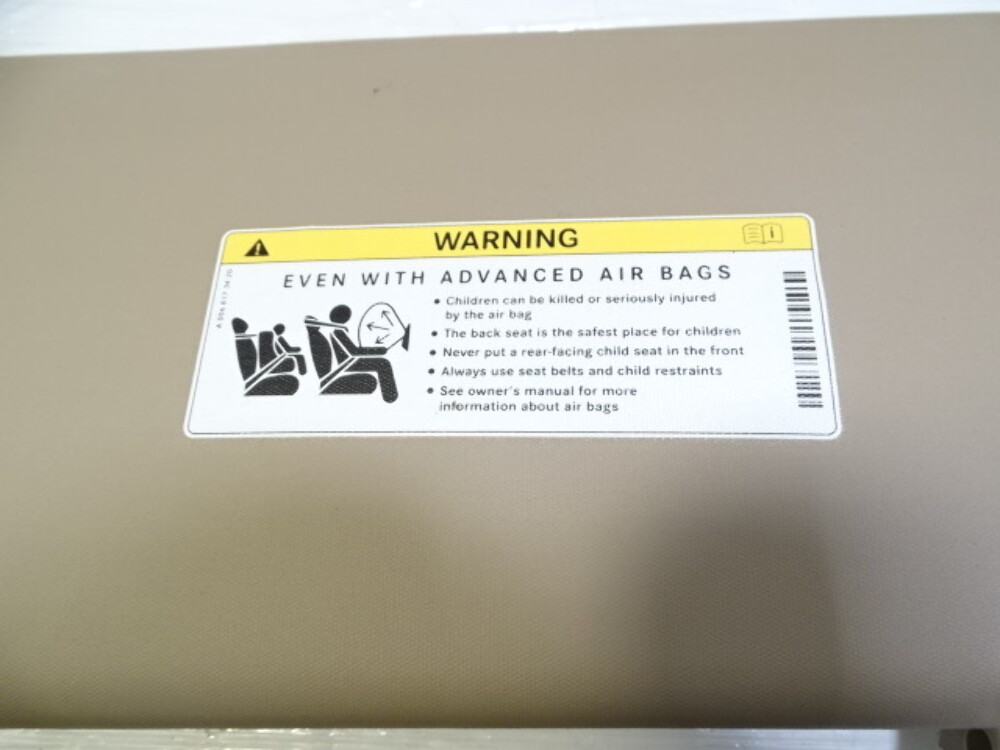 WARNING
EVEN WITH ADVANCED AIR BAGS
• Children can be killed or seriously injured
by the air bag
• The back seat is the safest place for children
• Never put a rear-facing child seat in the front
• Always use seat belts and child restraints
• See owner's manual for more
information about air bags